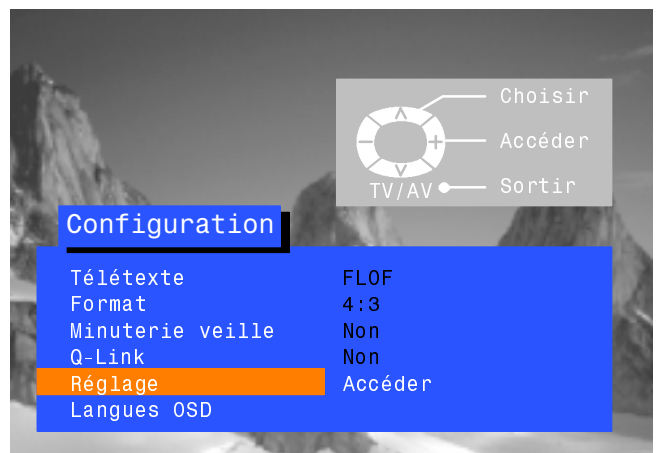 Choisir
Accéder
TV/AV Sortir
Configuration
Télétexte FLOF
Format 4:3
Minuterie veille Non
Q-Link Non
Réglage Accéder
Langues OSD